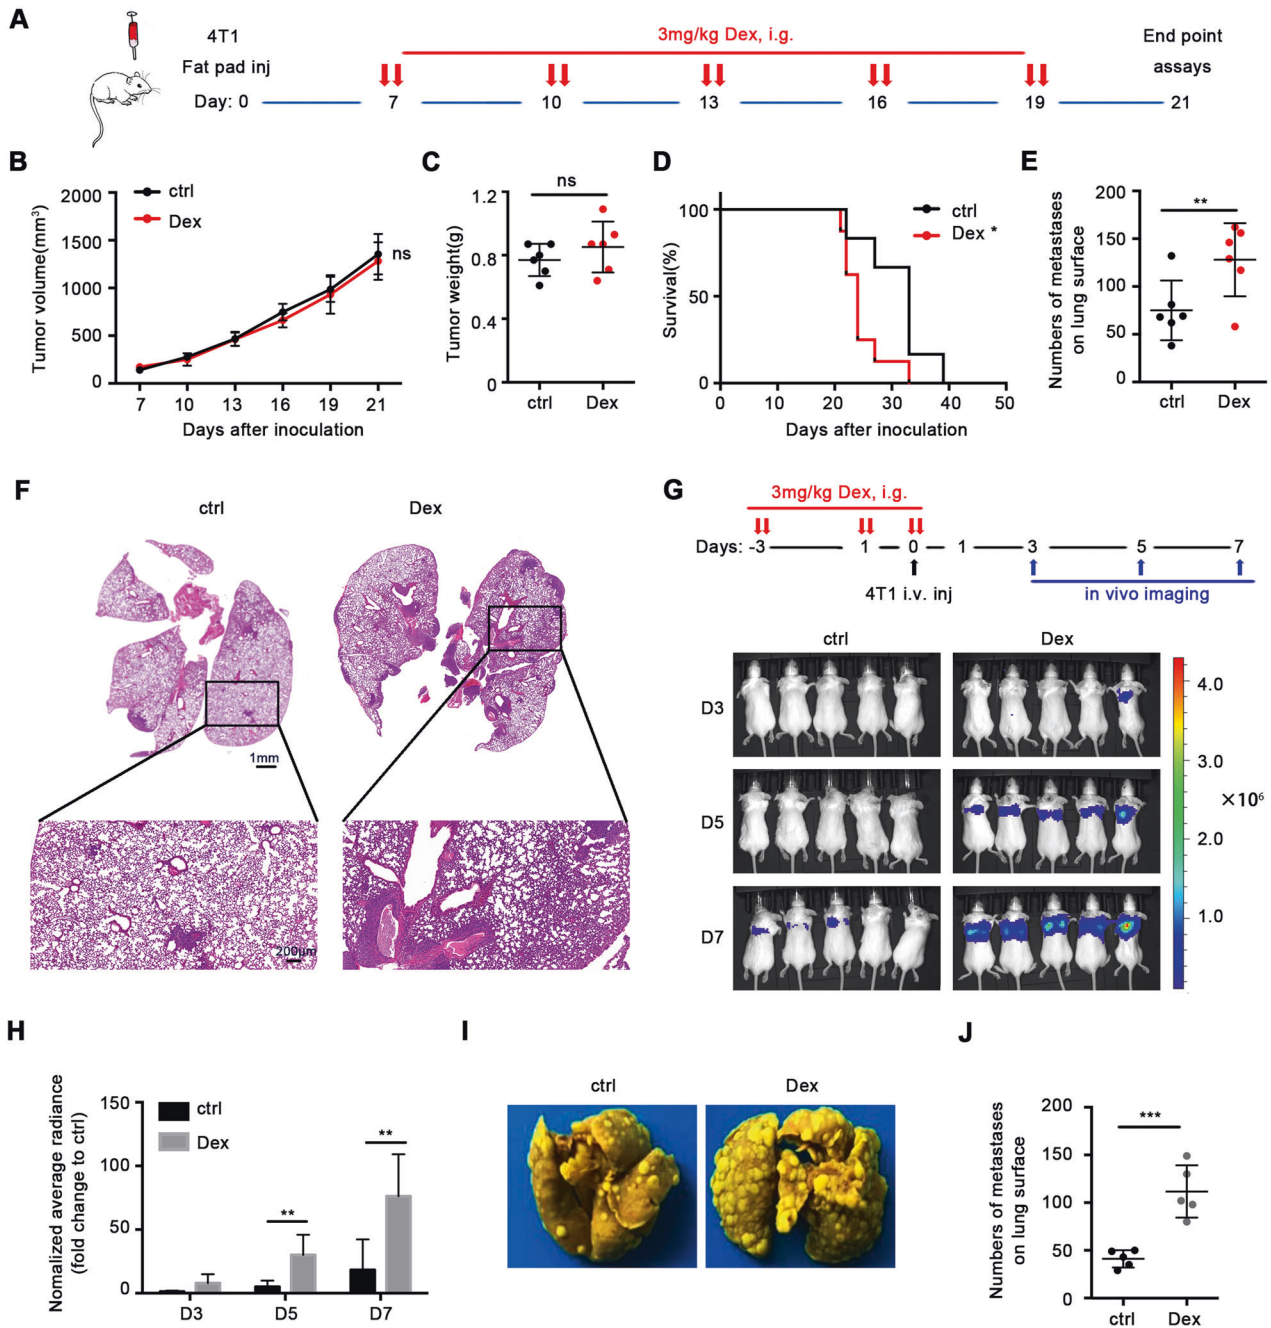 A
4T1
Fat pad inj
3mg/kg Dex, i.g.
End point
assays
Day: 0 7 10 13 16 19 21
B
Tumor volume(mm³)
2000
1500
1000
500
0
ctrl
Dex
ns
7 10 13 16 19 21
Days after inoculation
C
Tumor weight(g)
1.2
0.8
0.4
0
ns
ctrl Dex
D
Survival(%)
100
50
0
ctrl
Dex *
0 10 20 30 40 50
Days after inoculation
E
Numbers of metastases
on lung surface
200
150
100
50
0
**
ctrl Dex
F
ctrl Dex
1mm
200μm
G
3mg/kg Dex, i.g.
Days: -3 1 0 1 3 5 7
4T1 i.v. inj
in vivo imaging
ctrl Dex
D3
D5
D7
4.0
3.0
×10⁶
2.0
1.0
H
Nomalized average radiance
(fold change to ctrl)
150
100
50
0
ctrl
Dex
**
**
D3 D5 D7
I
ctrl Dex
J
Numbers of metastases
on lung surface
200
150
100
50
0
***
ctrl Dex